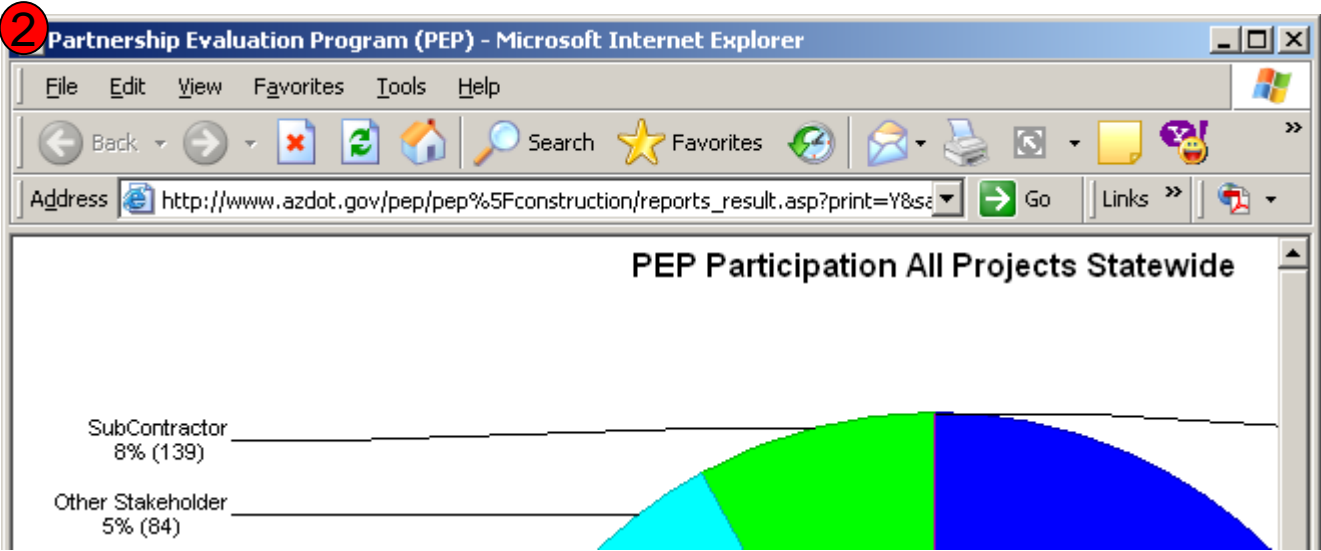 2
Partnership Evaluation Program (PEP) - Microsoft Internet Explorer
File Edit View Favorites Tools Help
Back Search Favorites Y! »
Address http://www.azdot.gov/pep/pep%5Fconstruction/reports_result.asp?print=Y&sa Go Links »
PEP Participation All Projects Statewide
SubContractor
8% (139)
Other Stakeholder
5% (84)